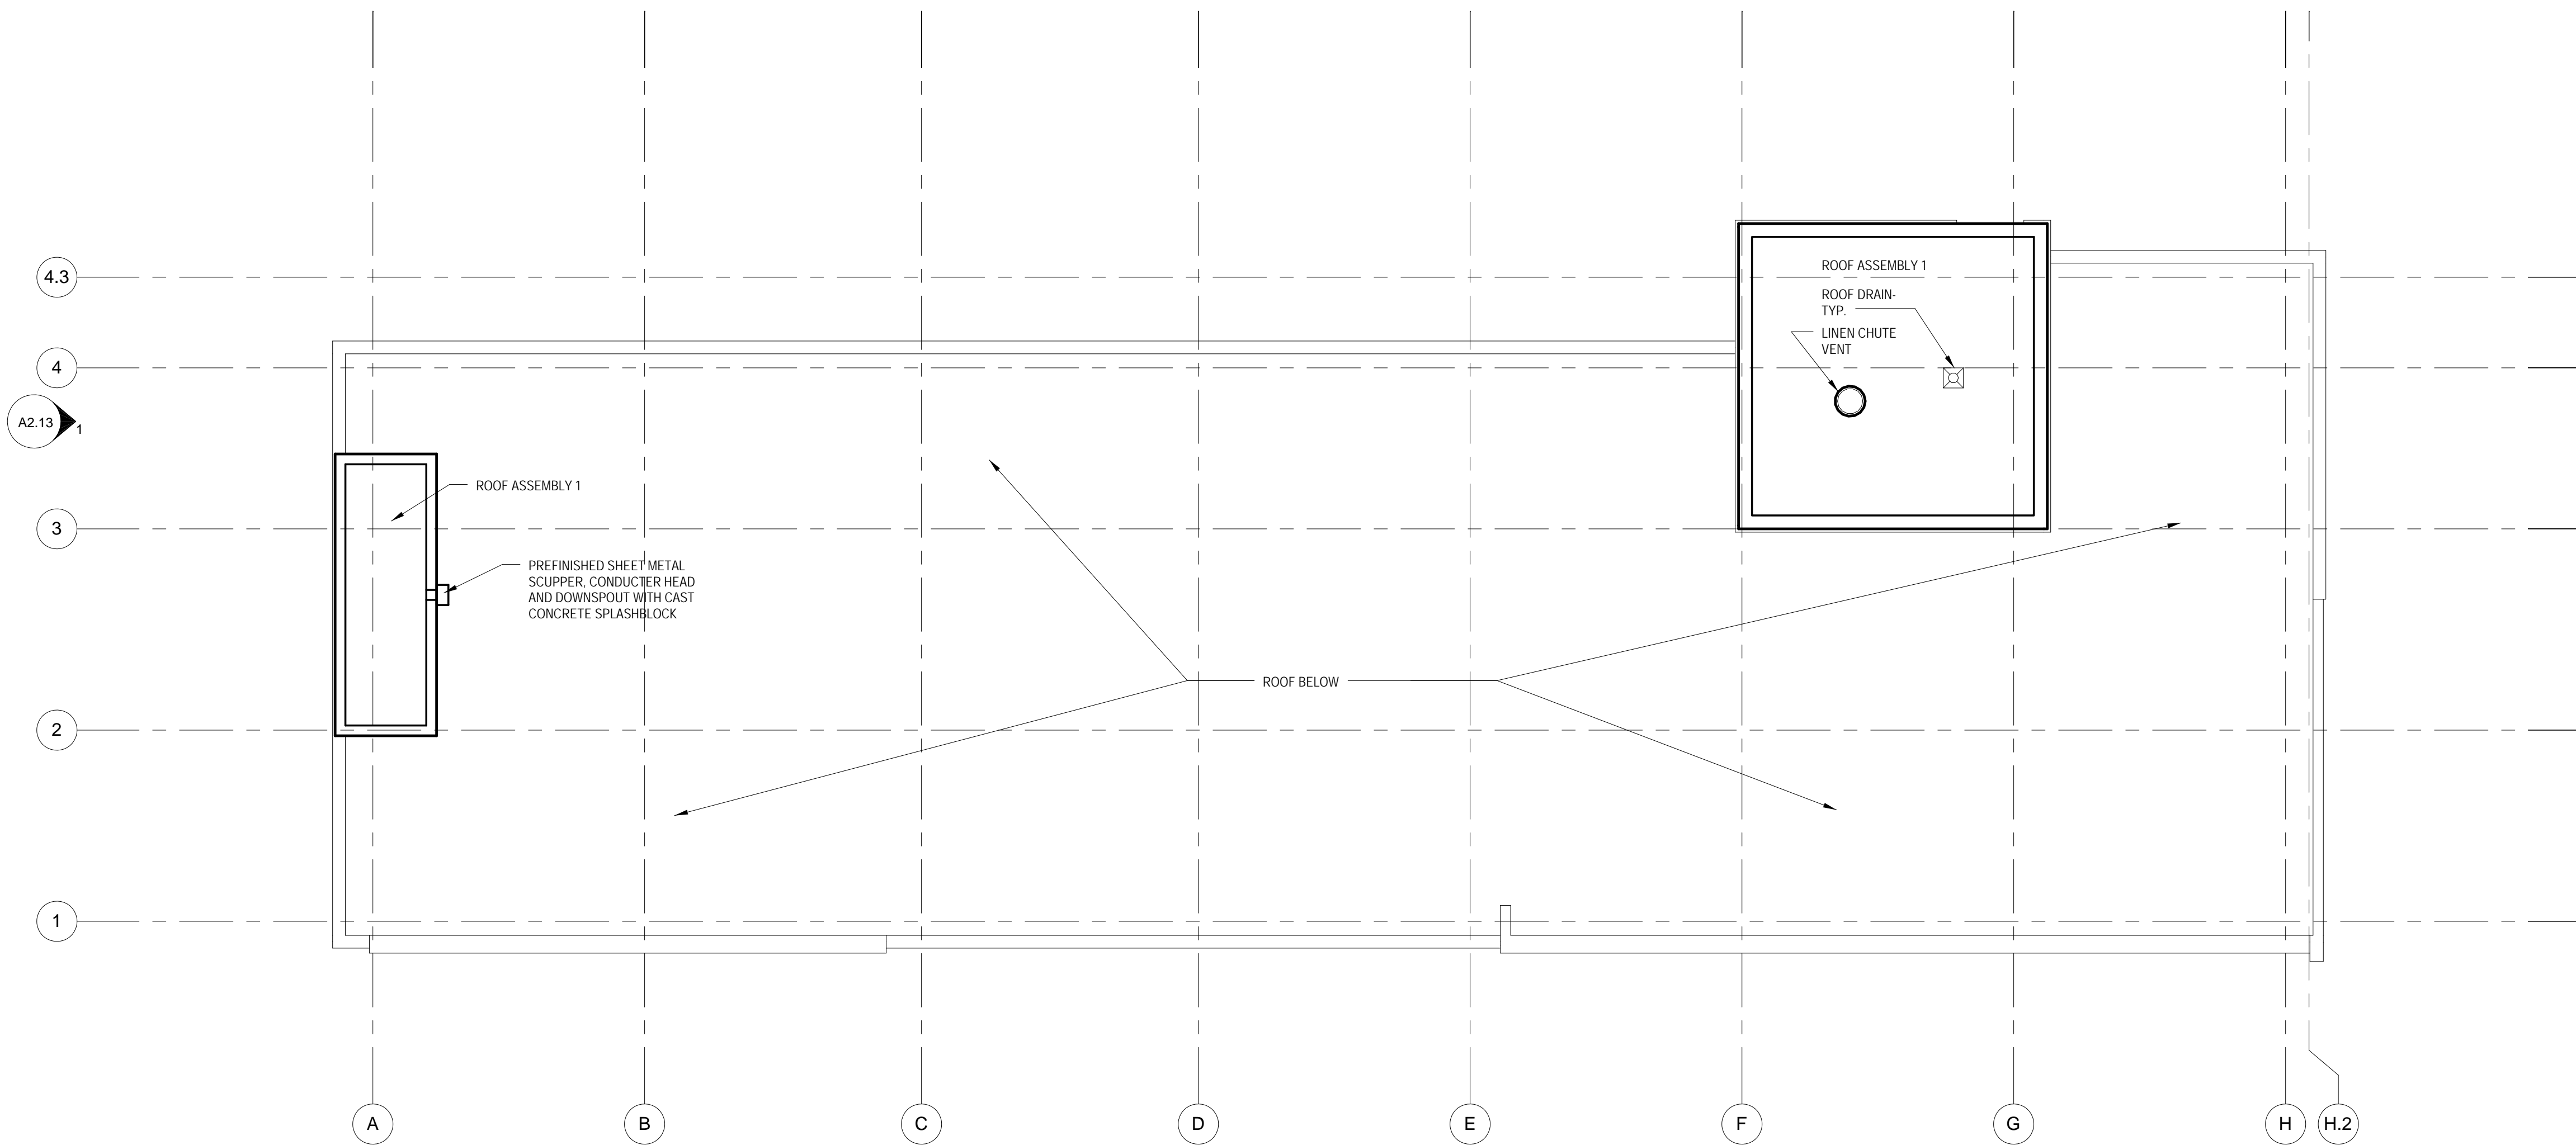 4.3
ROOF ASSEMBLY 1
ROOF DRAIN-
TYP.
LINEN CHUTE
VENT
4
A2.13
1
ROOF ASSEMBLY 1
3
PREFINISHED SHEET METAL
SCUPPER, CONDUCTER HEAD
AND DOWNSPOUT WITH CAST
CONCRETE SPLASHBLOCK
ROOF BELOW
2
1
A
B
C
D
E
F
G
H
H.2